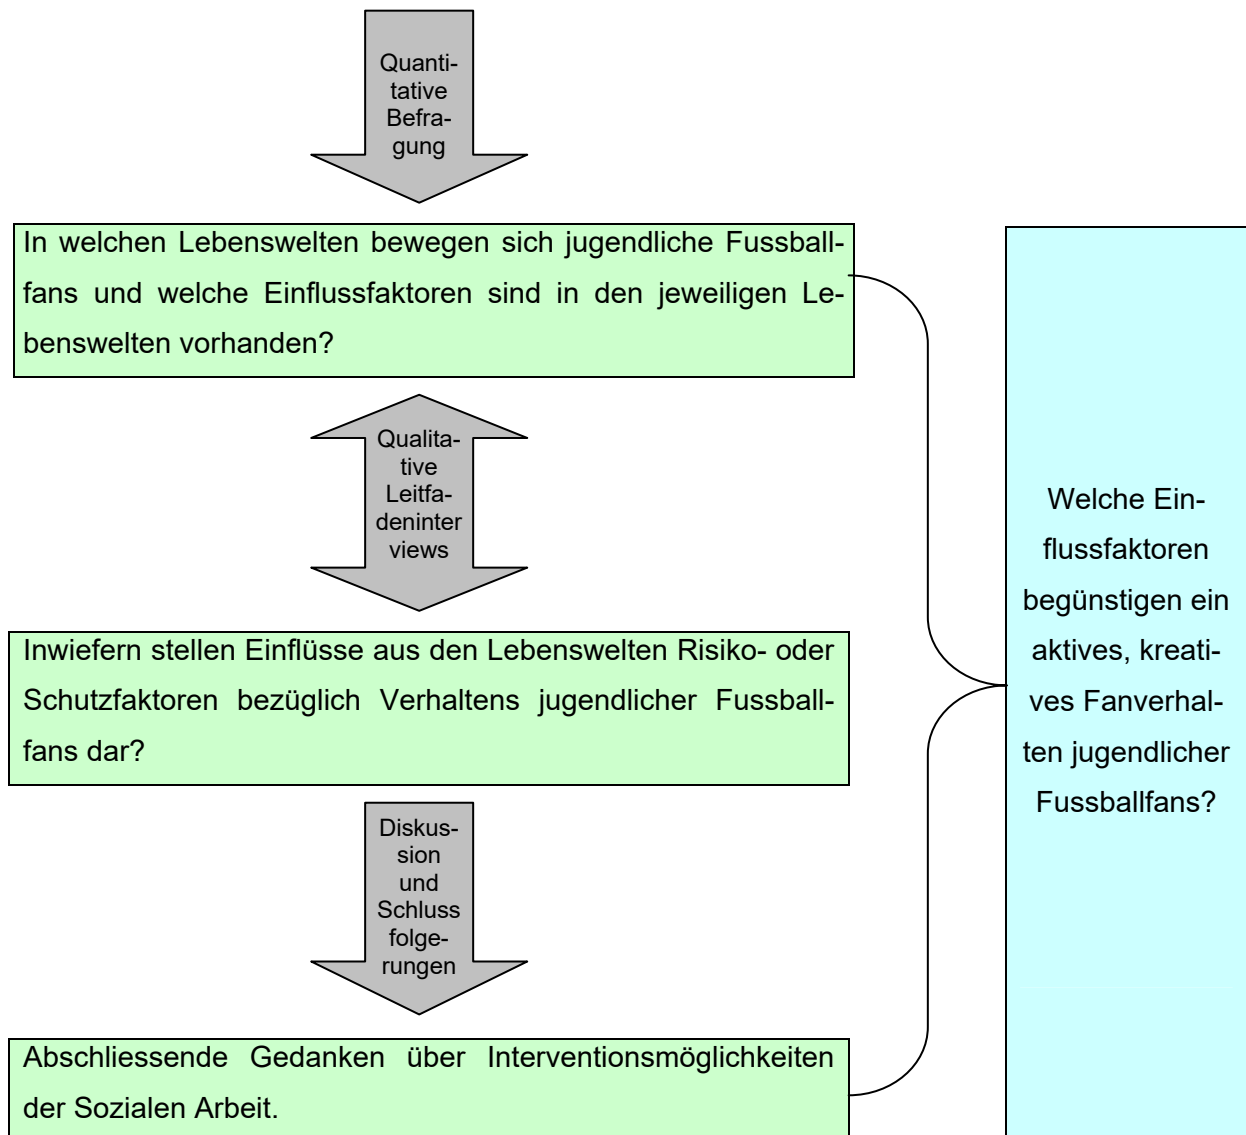 Quanti-
tative
Befra-
gung
In welchen Lebenswelten bewegen sich jugendliche Fussball-
fans und welche Einflussfaktoren sind in den jeweiligen Le-
benswelten vorhanden?
Qualita-
tive
Leitfa-
deninter
views
Inwiefern stellen Einflüsse aus den Lebenswelten Risiko- oder
Schutzfaktoren bezüglich Verhaltens jugendlicher Fussball-
fans dar?
Diskus-
sion
und
Schluss
folge-
rungen
Abschliessende Gedanken über Interventionsmöglichkeiten
der Sozialen Arbeit.
Welche Ein-
flussfaktoren
begünstigen ein
aktives, kreati-
ves Fanverhal-
ten jugendlicher
Fussballfans?